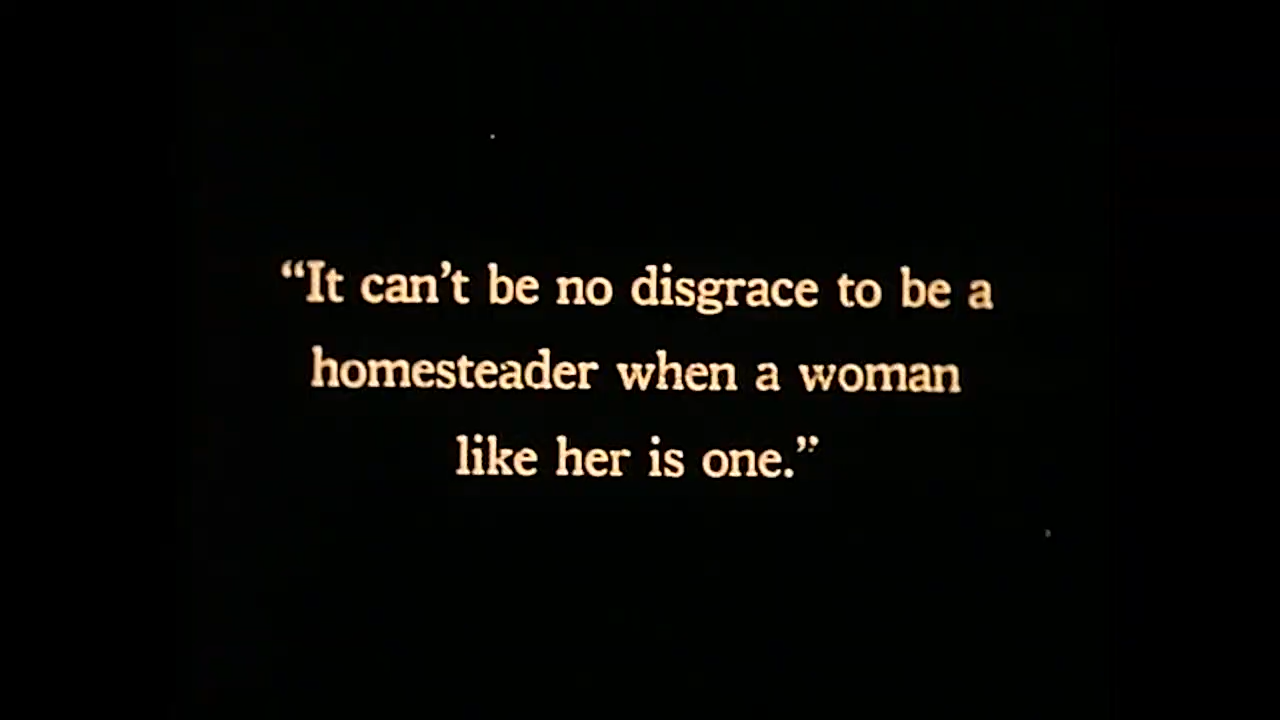 “It can’t be no disgrace to be a
homesteader when a woman
like her is one.”